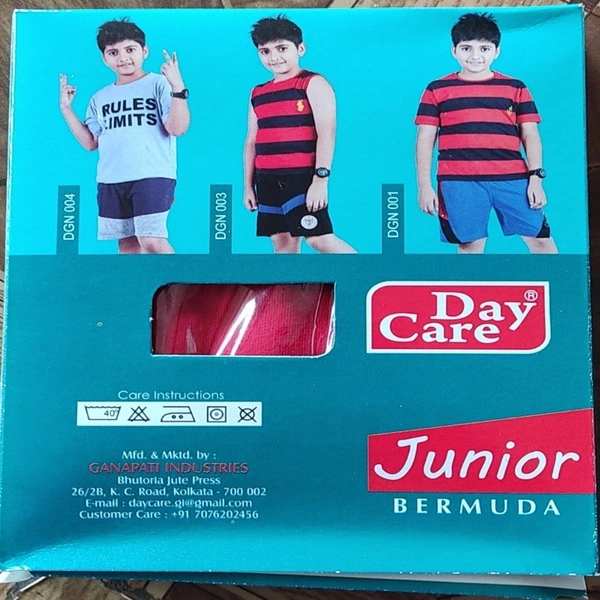 RULES
LIMITS
DGN 004
DGN 003
DGN 001
Day®
Care
Care Instructions
40°
Mfd. & Mktd. by :
GANAPATI INDUSTRIES
Bhutoria Jute Press
26/2B, K. C. Road, Kolkata - 700 002
E-mail : daycare.gi@gmail.com
Customer Care : +91 7076202456
Junior
BERMUDA